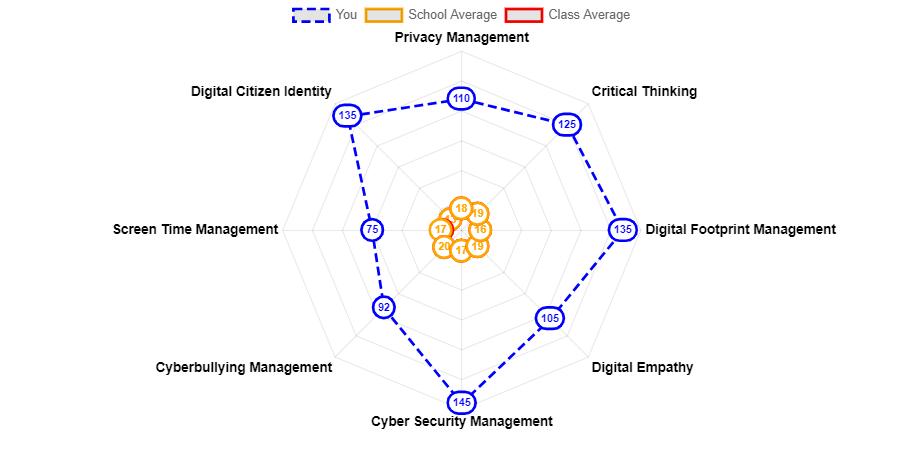 You School Average Class Average
Privacy Management
Digital Citizen Identity
Critical Thinking
110
135
125
18
19
Screen Time Management
75
17
16
135
Digital Footprint Management
20
17
19
92
105
Cyberbullying Management
Digital Empathy
145
Cyber Security Management